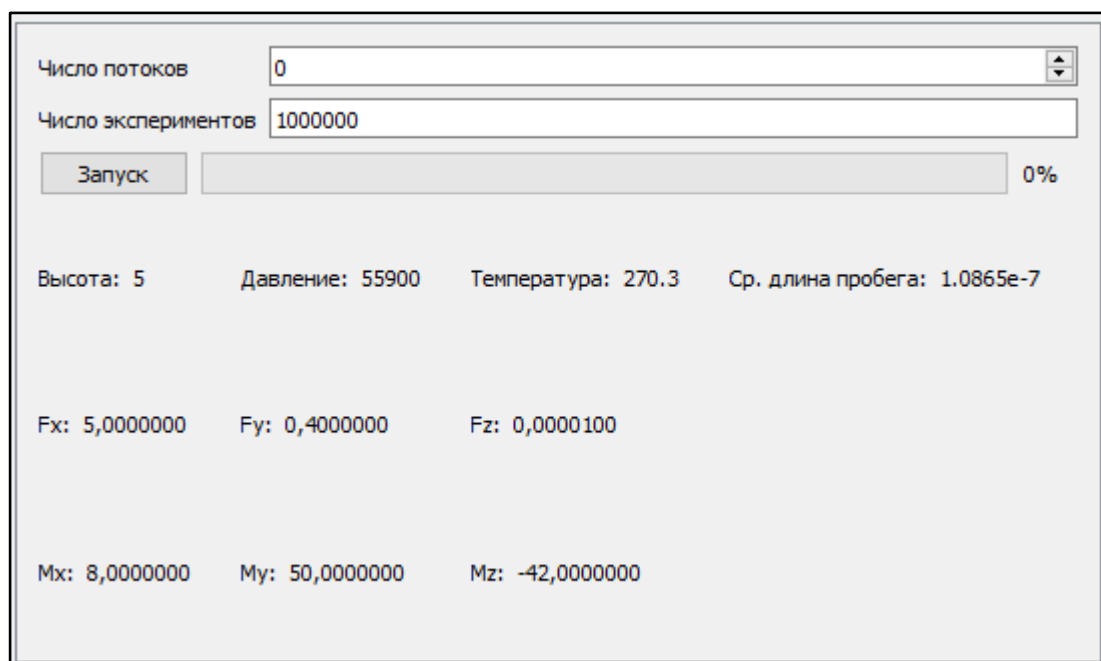 Число потоков 0
Число экспериментов 1000000
Запуск 0%
Высота: 5 Давление: 55900 Температура: 270.3 Ср. длина пробега: 1.0865e-7
Fx: 5,0000000 Fy: 0,4000000 Fz: 0,0000100
Mx: 8,0000000 My: 50,0000000 Mz: -42,0000000